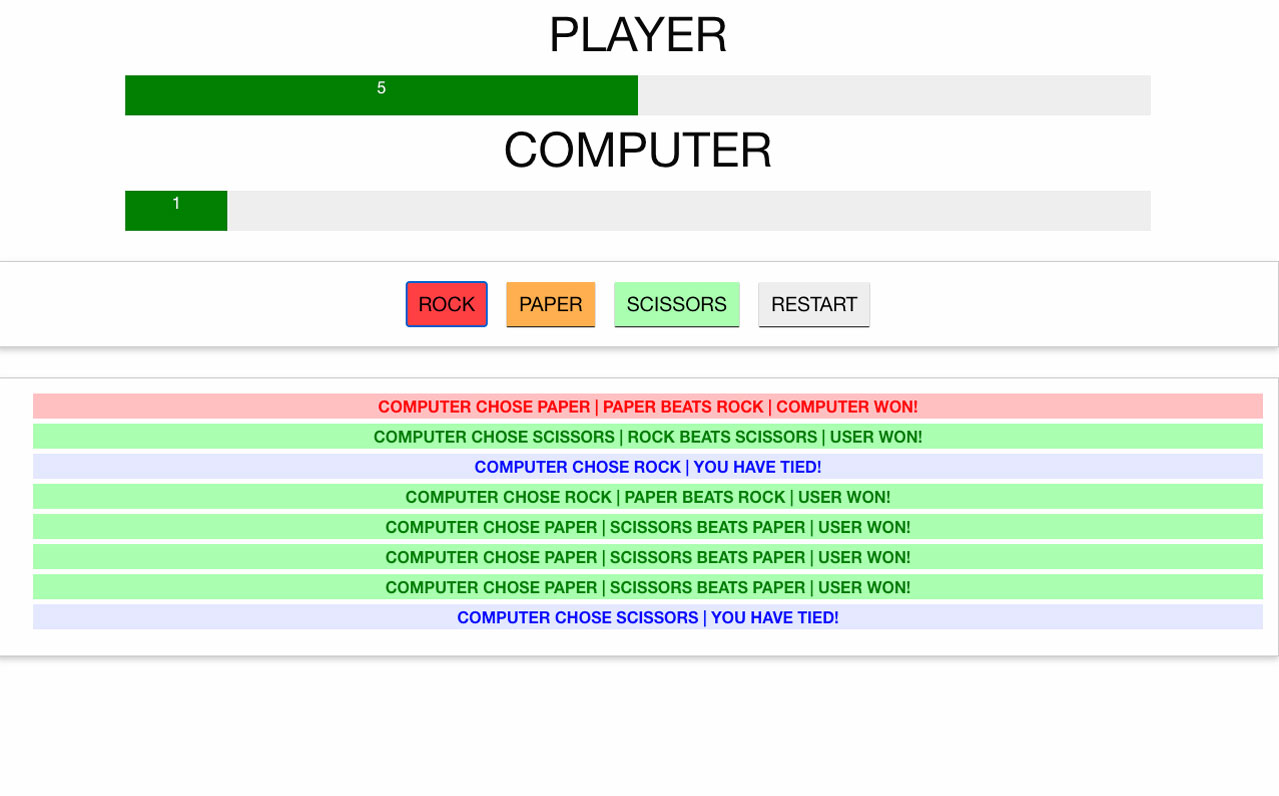 PLAYER
5
COMPUTER
1
ROCK PAPER SCISSORS RESTART
COMPUTER CHOSE PAPER | PAPER BEATS ROCK | COMPUTER WON!
COMPUTER CHOSE SCISSORS | ROCK BEATS SCISSORS | USER WON!
COMPUTER CHOSE ROCK | YOU HAVE TIED!
COMPUTER CHOSE ROCK | PAPER BEATS ROCK | USER WON!
COMPUTER CHOSE PAPER | SCISSORS BEATS PAPER | USER WON!
COMPUTER CHOSE PAPER | SCISSORS BEATS PAPER | USER WON!
COMPUTER CHOSE PAPER | SCISSORS BEATS PAPER | USER WON!
COMPUTER CHOSE SCISSORS | YOU HAVE TIED!